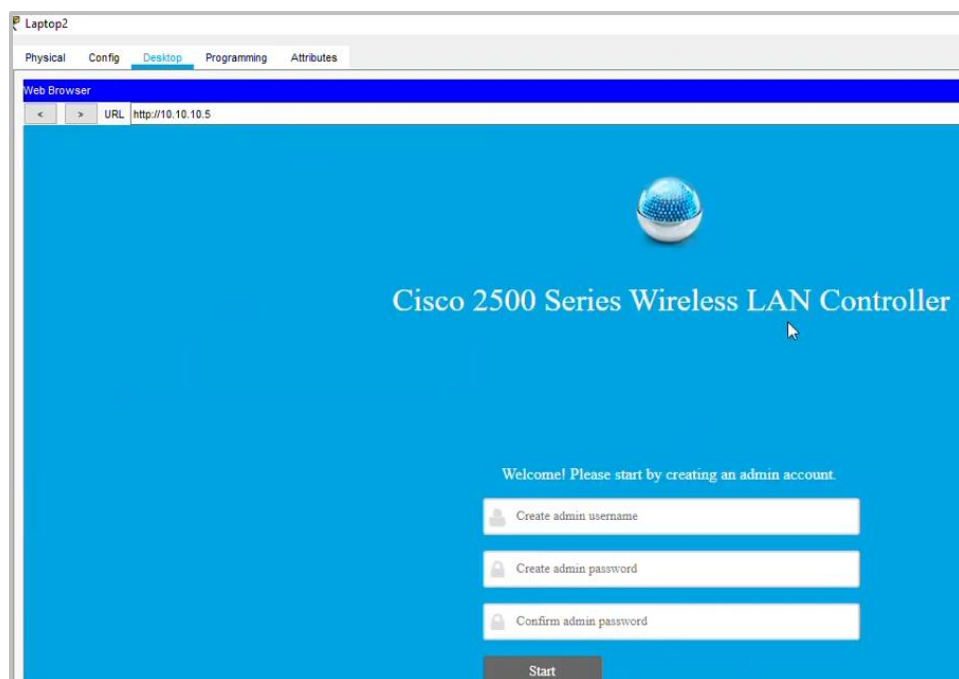 Laptop2
Physical Config Desktop Programming Attributes
Web Browser
< > URL http://10.10.10.5
Cisco 2500 Series Wireless LAN Controller
Welcome! Please start by creating an admin account.
Create admin username
Create admin password
Confirm admin password
Start